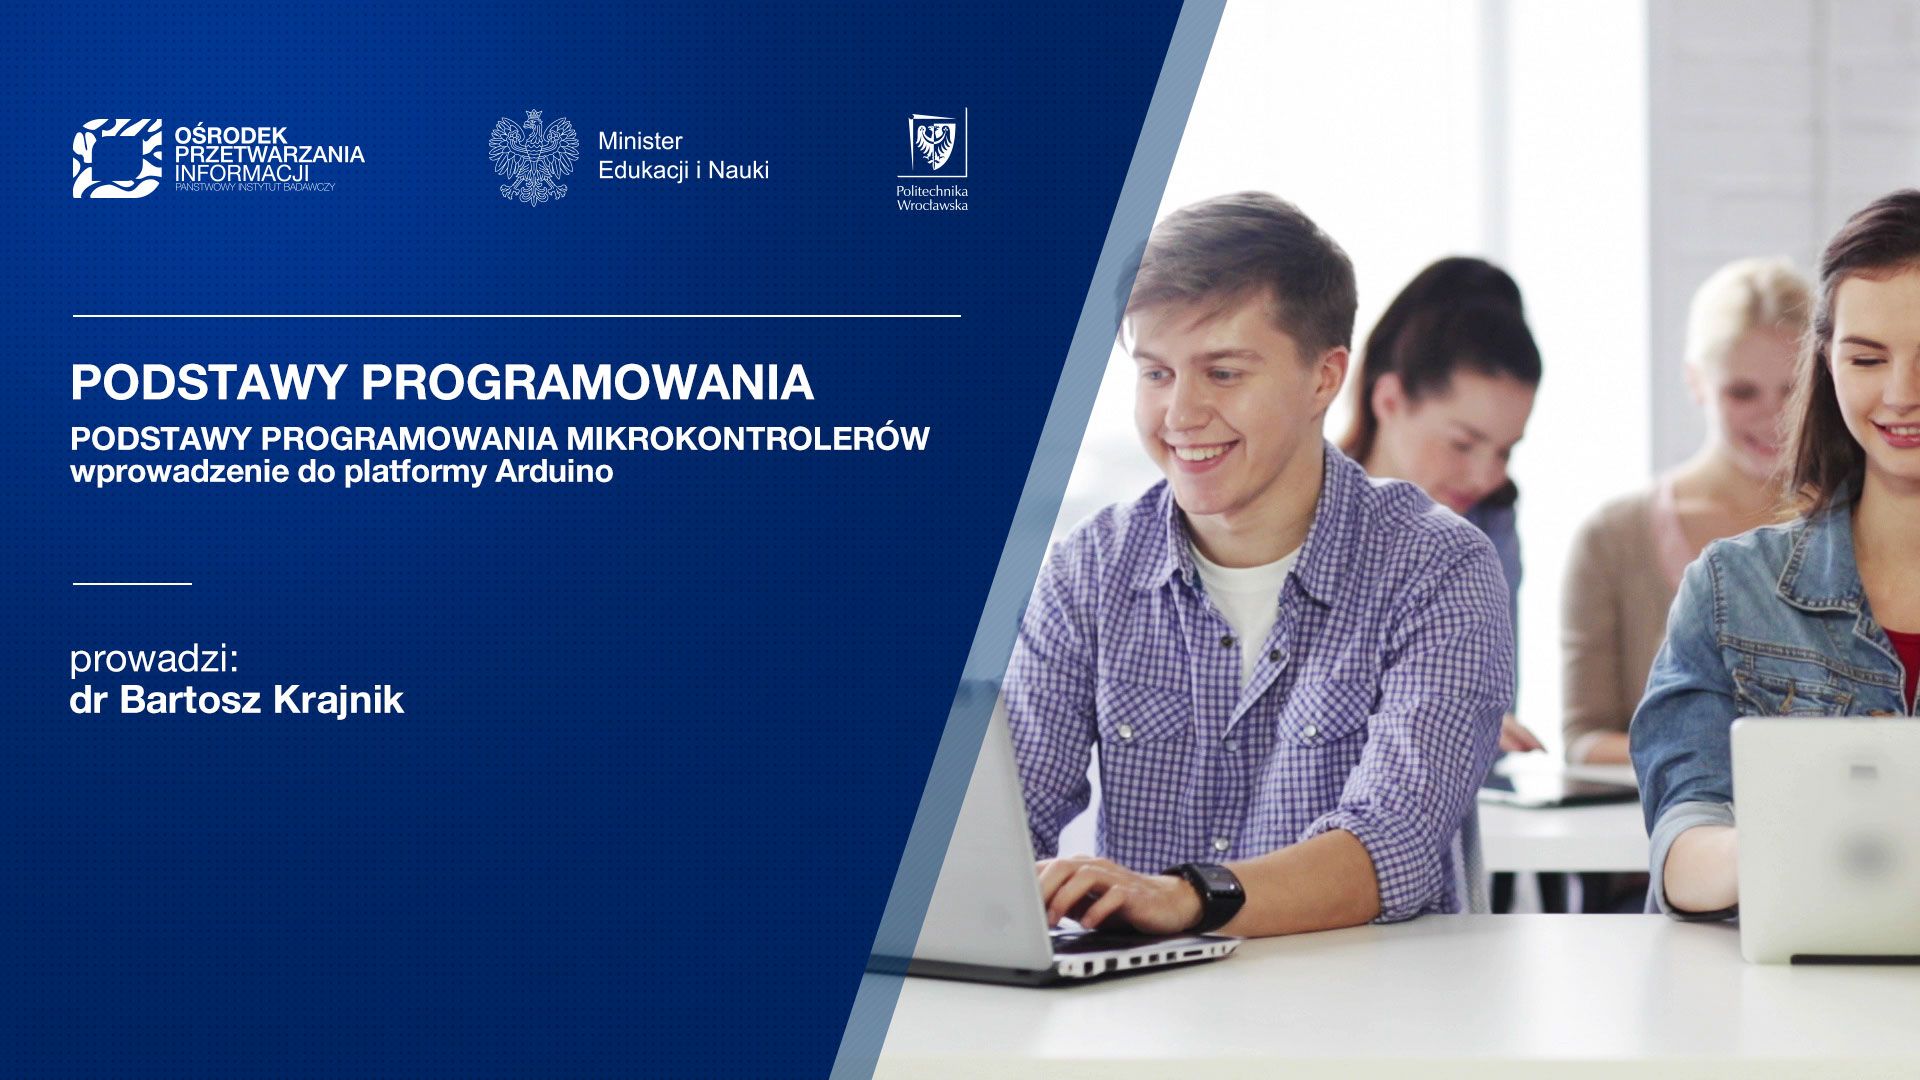 OŚRODEK
PRZETWARZANIA
INFORMACJI
PAŃSTWOWY INSTYTUT BADAWCZY
Minister
Edukacji i Nauki
Politechnika
Wrocławska
PODSTAWY PROGRAMOWANIA
PODSTAWY PROGRAMOWANIA MIKROKONTROLERÓW
wprowadzenie do platformy Arduino
prowadzi:
dr Bartosz Krajnik